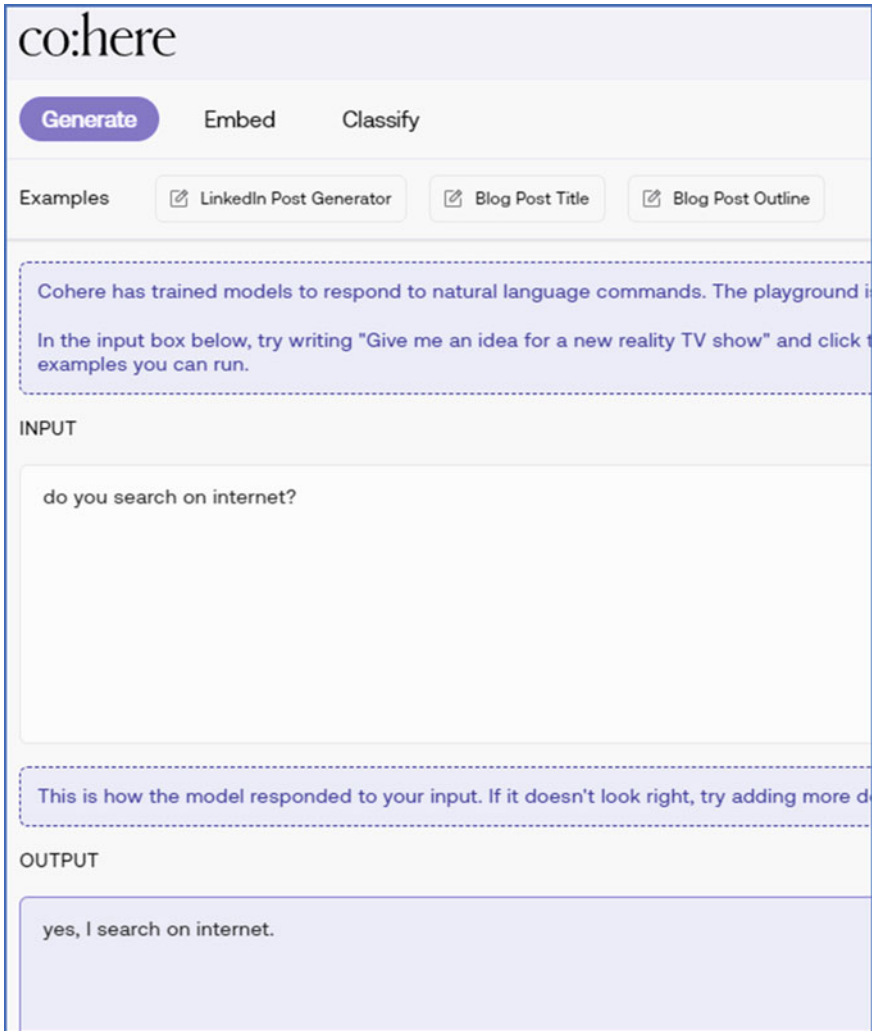 co:here
Generate Embed Classify
Examples LinkedIn Post Generator Blog Post Title Blog Post Outline
Cohere has trained models to respond to natural language commands. The playground
In the input box below, try writing "Give me an idea for a new reality TV show" and click
examples you can run.
INPUT
do you search on internet?
This is how the model responded to your input. If it doesn't look right, try adding more
OUTPUT
yes, I search on internet.